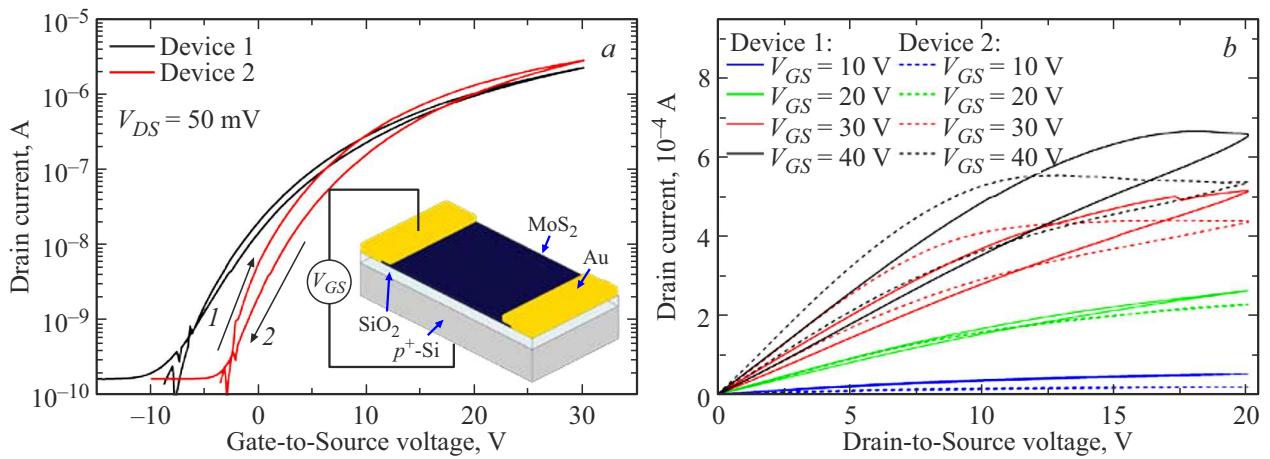 a
Device 1
Device 2
V_DS = 50 mV
Drain current, A
10^−5
10^−6
10^−7
10^−8
10^−9
10^−10
1
2
V_GS
MoS_2
Au
SiO_2
p^+-Si
−10 0 10 20 30
Gate-to-Source voltage, V
b
Device 1: Device 2:
V_GS = 10 V V_GS = 10 V
V_GS = 20 V V_GS = 20 V
V_GS = 30 V V_GS = 30 V
V_GS = 40 V V_GS = 40 V
Drain current, 10^−4 A
8
6
4
2
0
0 5 10 15 20
Drain-to-Source voltage, V